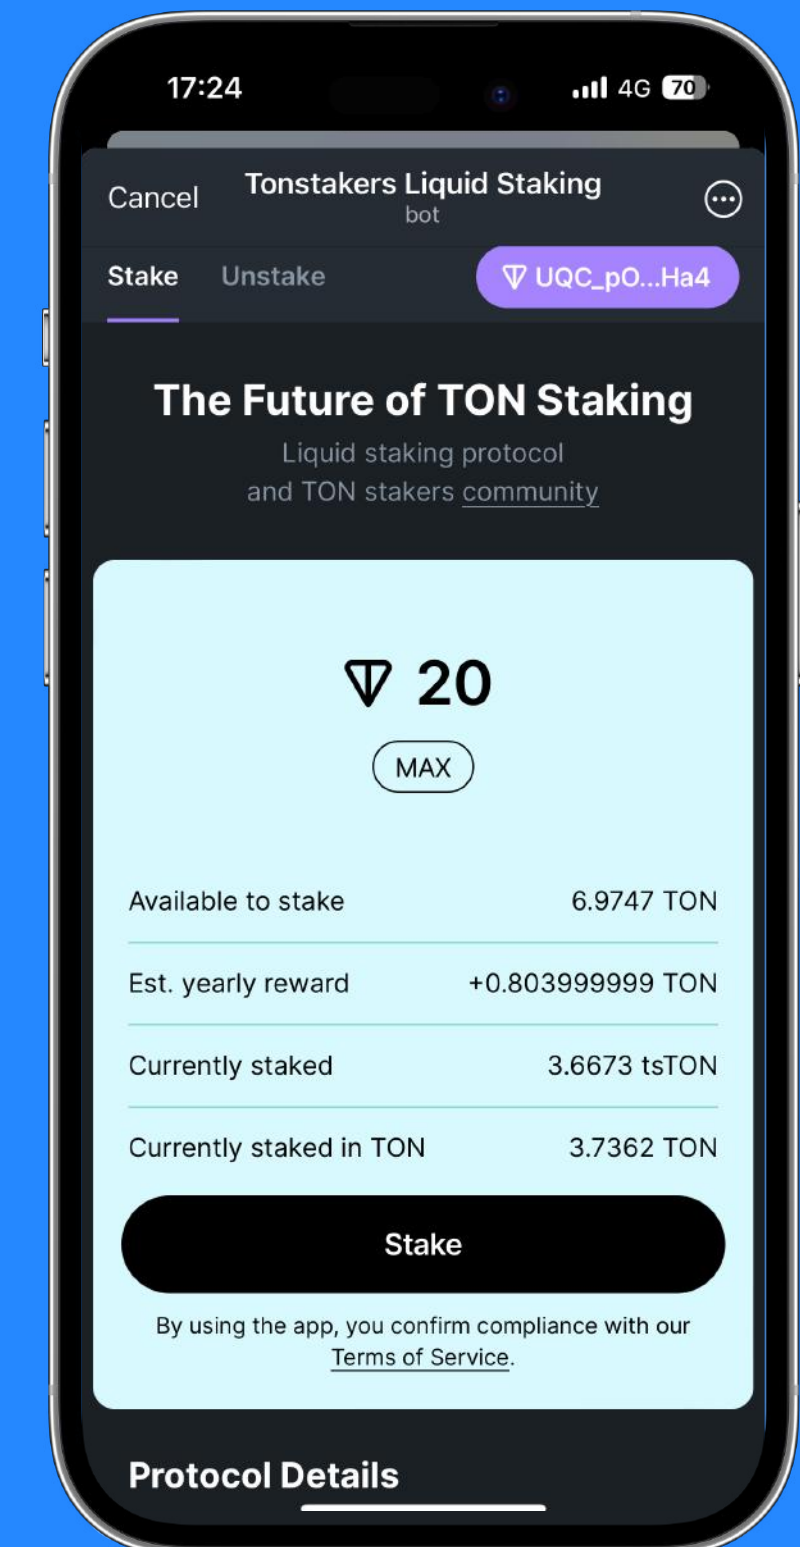 17:24
4G 70
Cancel
Tonstakers Liquid Staking
bot
Stake Unstake UQC_pO...Ha4
The Future of TON Staking
Liquid staking protocol
and TON stakers community
20
MAX
Available to stake 6.9747 TON
Est. yearly reward +0.803999999 TON
Currently staked 3.6673 tsTON
Currently staked in TON 3.7362 TON
Stake
By using the app, you confirm compliance with our
Terms of Service.
Protocol Details